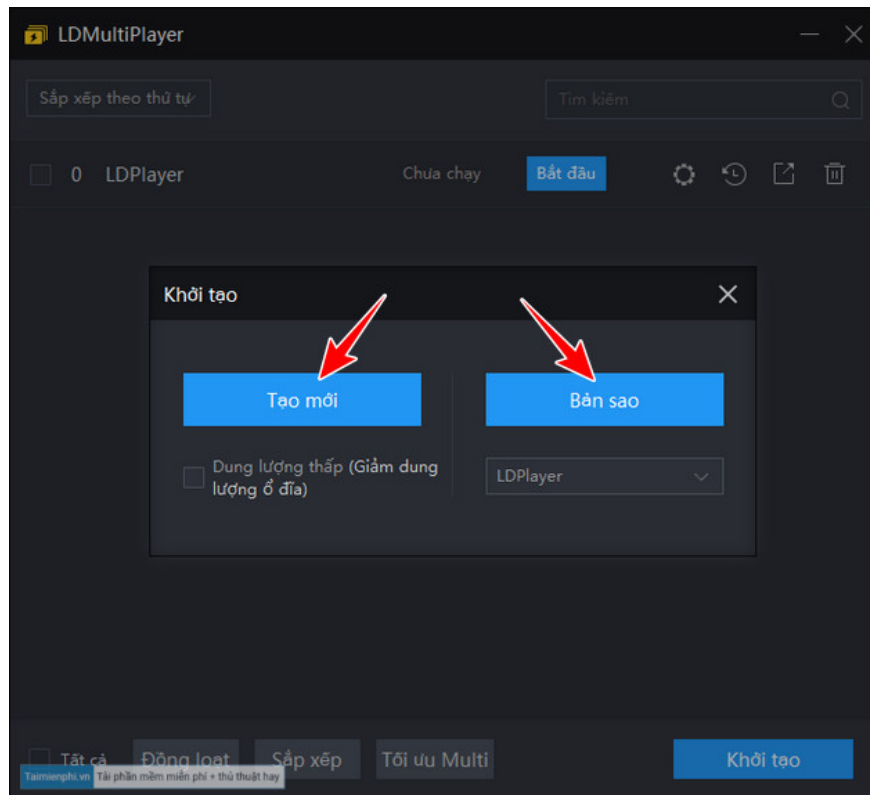 LDMultiPlayer
Sắp xếp theo thứ tự
Tìm kiếm
0 LDPlayer Chưa chạy Bắt đầu
Khởi tạo
Tạo mới Bản sao
Dung lượng thấp (Giảm dung
lượng ổ đĩa)
LDPlayer
Tất cả Đồng loạt Sắp xếp Tối ưu Multi Khởi tạo
Taimienphi.vn Tải phần mềm miễn phí + thủ thuật hay